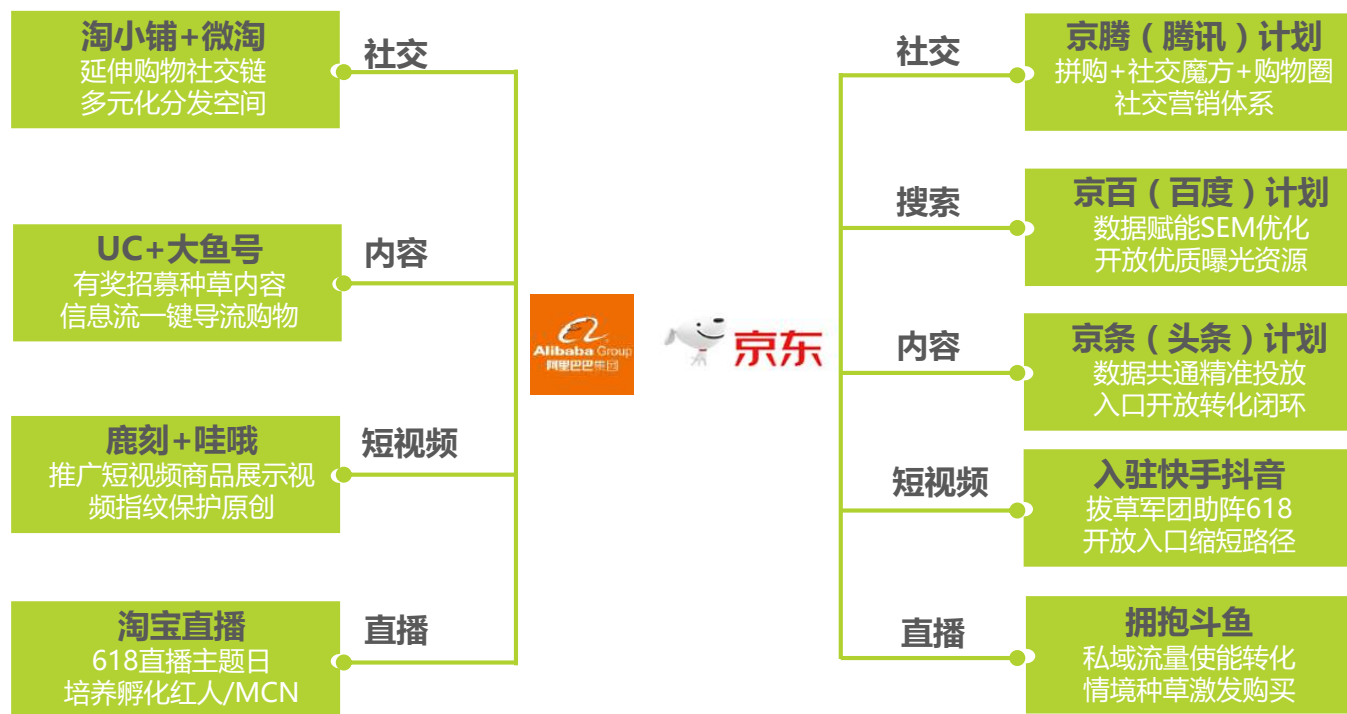 淘小铺+微淘
延伸购物社交链
多元化分发空间
社交
UC+大鱼号
有奖招募种草内容
信息流一键导流购物
内容
鹿刻+哇哦
推广短视频商品展示视
频指纹保护原创
短视频
淘宝直播
618直播主题日
培养孵化红人/MCN
直播
Alibaba Group
阿里巴巴集团
京东
社交
京腾（腾讯）计划
拼购+社交魔方+购物圈
社交营销体系
搜索
京百（百度）计划
数据赋能SEM优化
开放优质曝光资源
内容
京条（头条）计划
数据共通精准投放
入口开放转化闭环
短视频
入驻快手抖音
拔草军团助阵618
开放入口缩短路径
直播
拥抱斗鱼
私域流量使能转化
情境种草激发购买